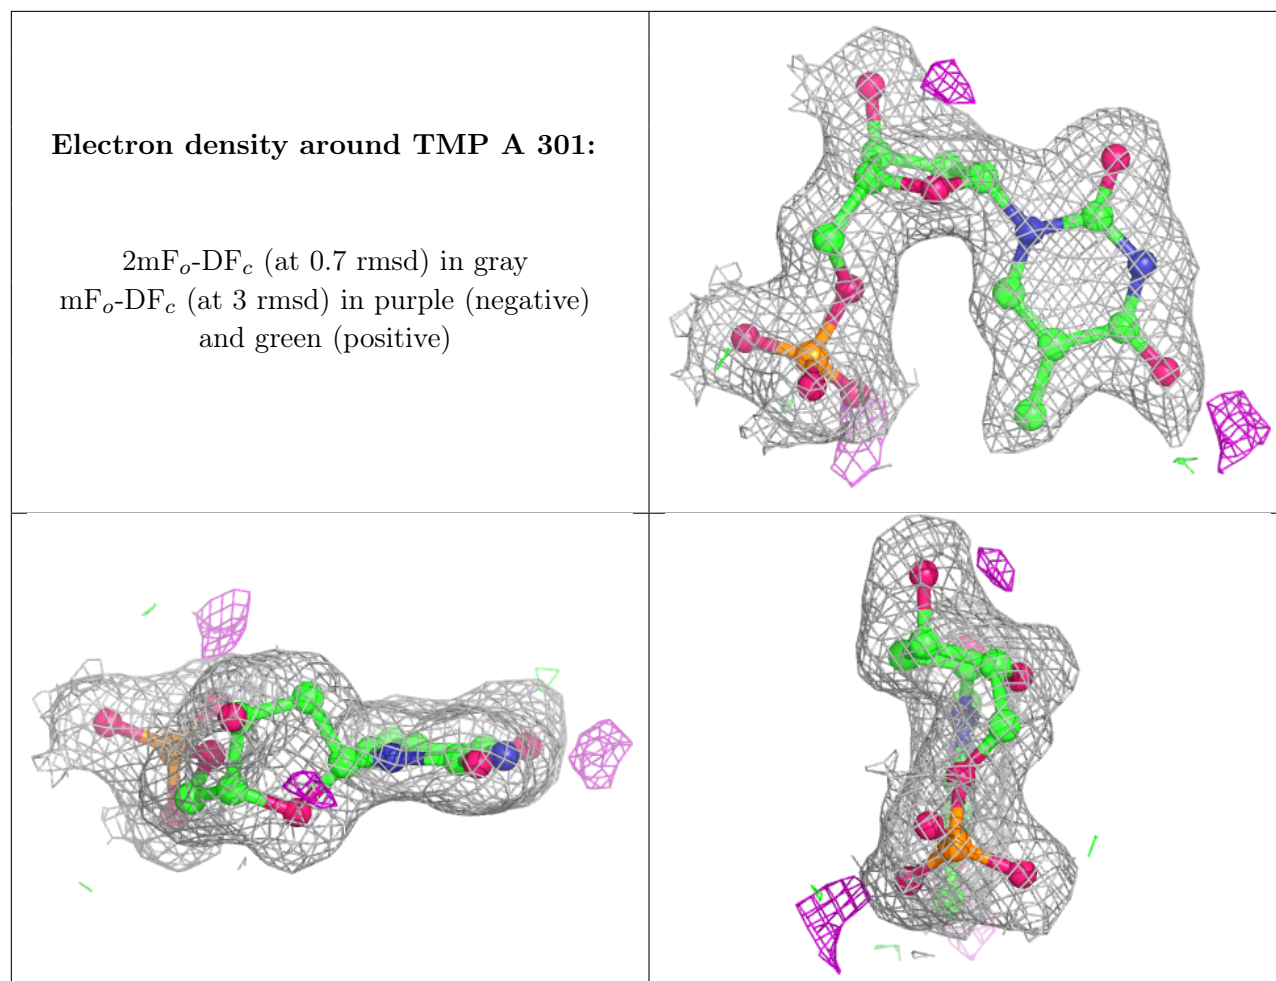 Electron density around TMP A 301:
2mFo-DFc (at 0.7 rmsd) in gray
mFo-DFc (at 3 rmsd) in purple (negative)
and green (positive)